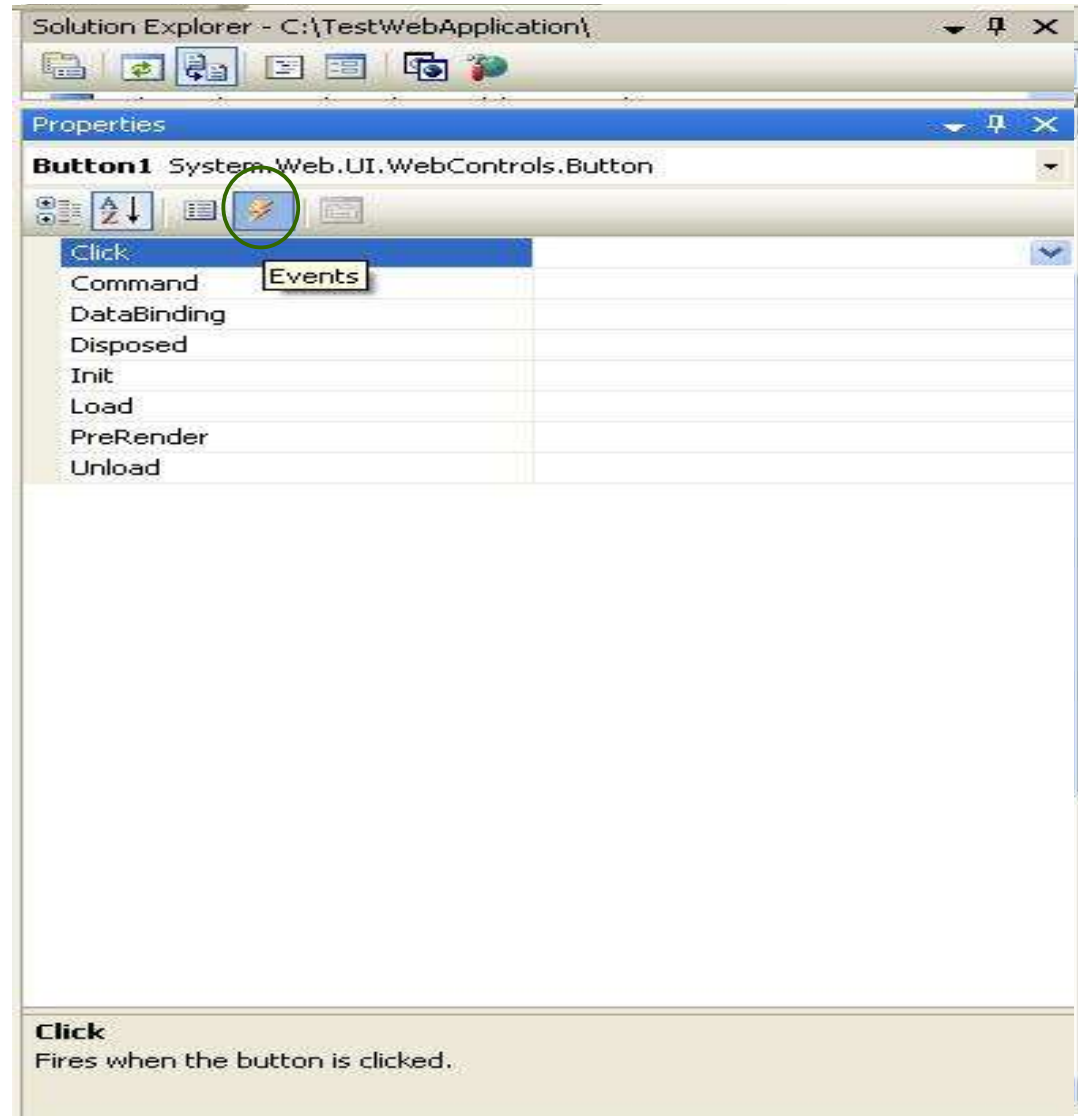 Solution Explorer - C:\TestWebApplication\
Properties
Button1 System.Web.UI.WebControls.Button
Click
Events
Command
DataBinding
Disposed
Init
Load
PreRender
Unload
Click
Fires when the button is clicked.